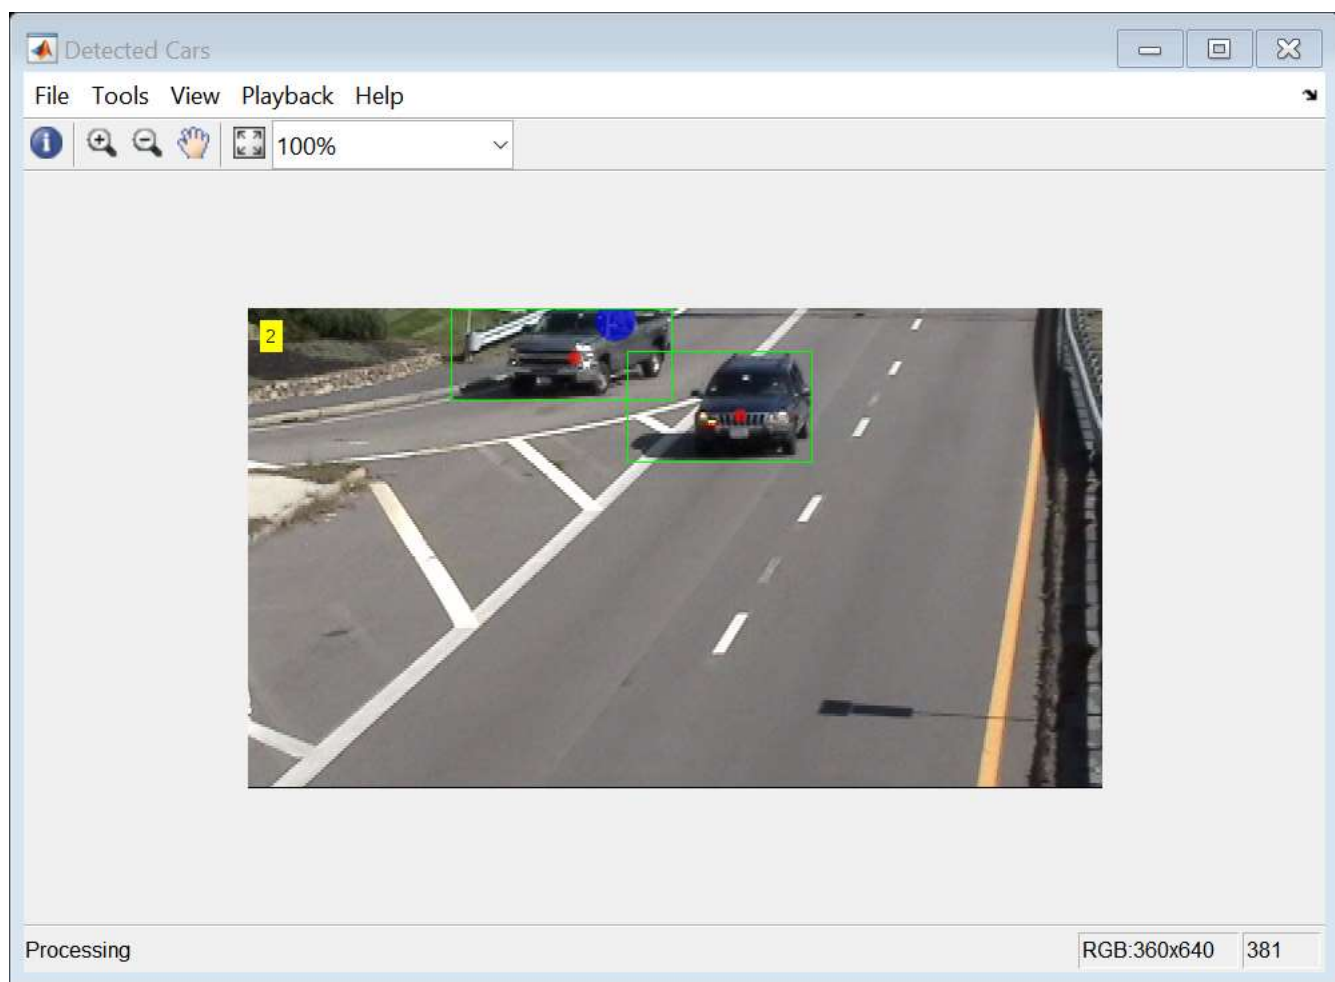 Detected Cars
File Tools View Playback Help
100%
2
Processing
RGB:360x640
381